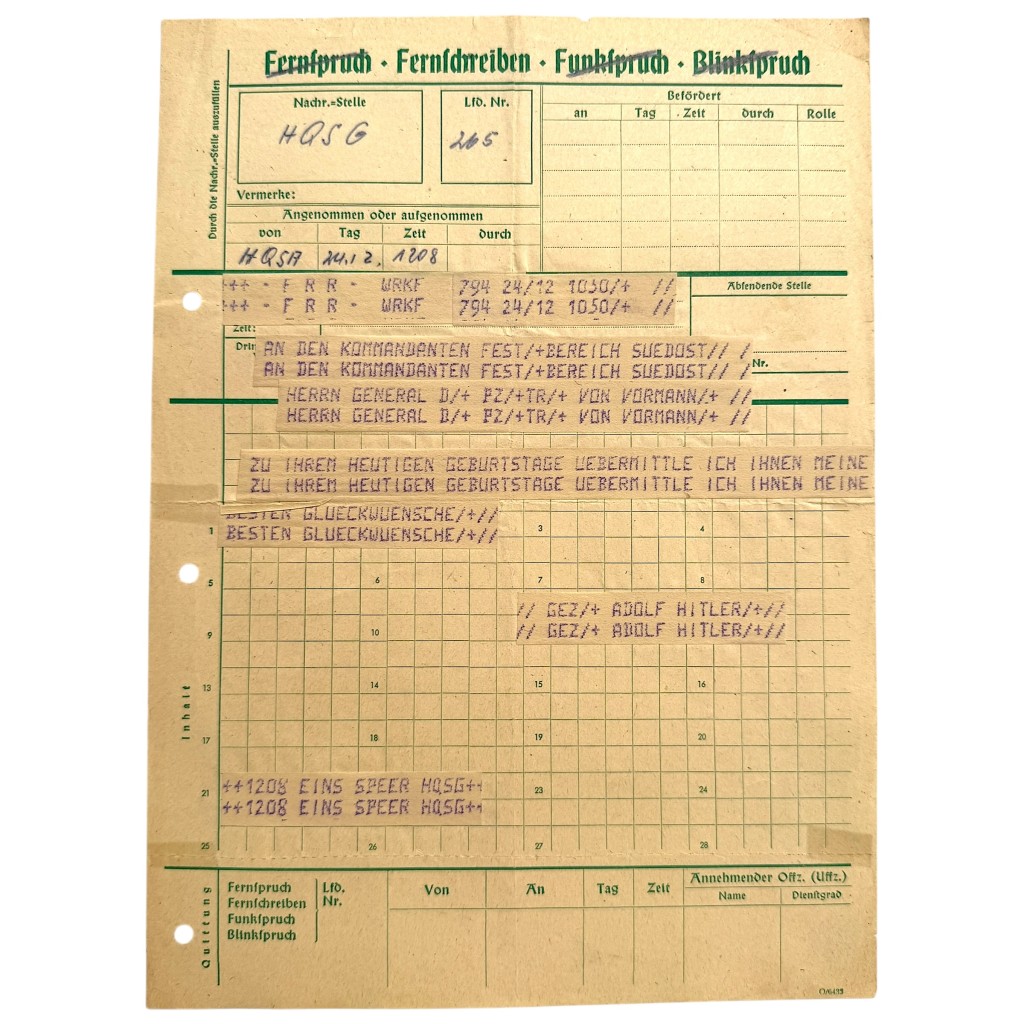 Fernspruch · Fernschreiben · Funkspruch · Blinkspruch
Durch die Nachr.=Stelle auszufüllen
Nachr.=Stelle
HQSG
Lfd. Nr.
265
Befördert
an Tag Zeit durch Rolle
Vermerke:
Angenommen oder aufgenommen
von Tag Zeit durch
HQSA 24.12. 1208
+++ - F R R - WRKF 794 24/12 1030/+ //
+++ - F R R - WRKF 794 24/12 1050/+ //
Absendende Stelle
Zeit:
AN DEN KOMMANDANTEN FEST/+BEREICH SUEDOST// /
AN DEN KOMMANDANTEN FEST/+BEREICH SUEDOST// /
Nr.
HERRN GENERAL D/+ PZ/+TR/+ VON VORMANN/+ //
HERRN GENERAL D/+ PZ/+TR/+ VON VORMANN/+ //
ZU IHREM HEUTIGEN GEBURTSTAGE UEBERMITTLE ICH IHNEN MEINE
ZU IHREM HEUTIGEN GEBURTSTAGE UEBERMITTLE ICH IHNEN MEINE
BESTEN GLUECKWUENSCHE/+//
BESTEN GLUECKWUENSCHE/+//
1 3 4
5 6 7 8
// GEZ/+ ADOLF HITLER/+//
// GEZ/+ ADOLF HITLER/+//
9 10
Inhalt
13 14 15 16
17 18 19 20
++1208 EINS SPEER HQSG++
++1208 EINS SPEER HQSG++
21 23 24
25 26 27 28
Quittung
Fernspruch
Fernschreiben
Funkspruch
Blinkspruch
Lfd.
Nr.
Von An Tag Zeit
Annehmender Offz. (Uffz.)
Name Dienstgrad
O/6433